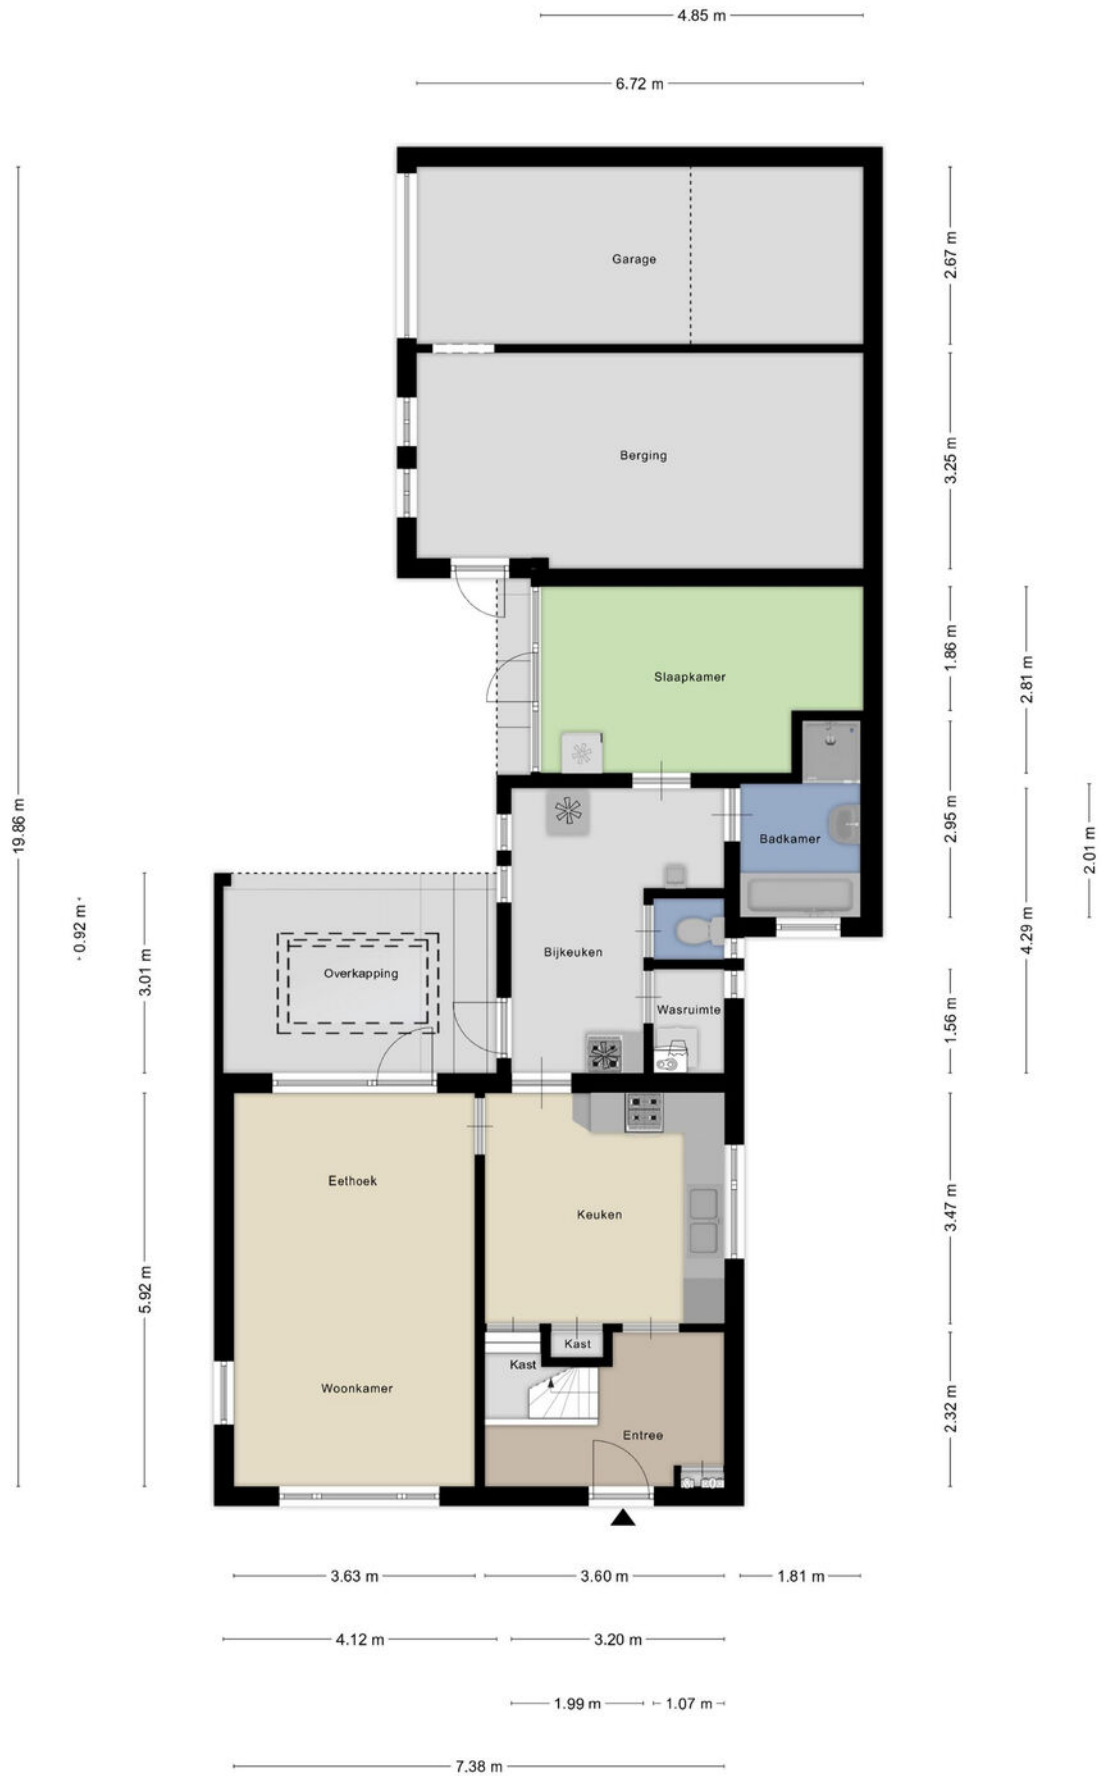 4.85 m
6.72 m
Garage
2.67 m
Berging
3.25 m
Slaapkamer
1.86 m
2.81 m
19.86 m
Badkamer
2.95 m
2.01 m
0.92 m
Overkapping
Bijkeuken
3.01 m
4.29 m
Wasruimte
1.56 m
Eethoek
Keuken
3.47 m
5.92 m
Kast
Kast
Woonkamer
Entree
2.32 m
3.63 m
3.60 m
1.81 m
4.12 m
3.20 m
1.99 m
1.07 m
7.38 m